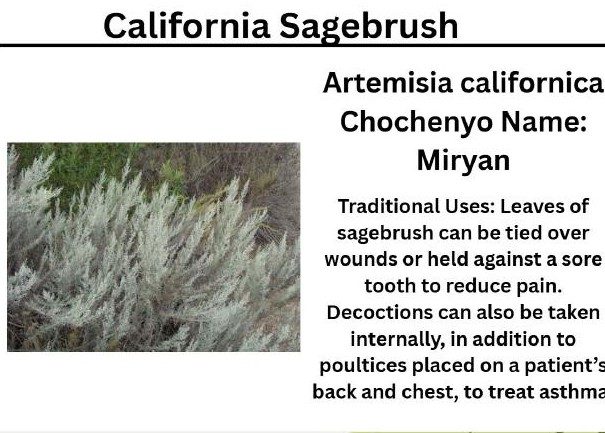 California Sagebrush
Artemisia californica
Chochenyo Name:
Miryan
Traditional Uses: Leaves of
sagebrush can be tied over
wounds or held against a sore
tooth to reduce pain.
Decoctions can also be taken
internally, in addition to
poultices placed on a patient's
back and chest, to treat asthma